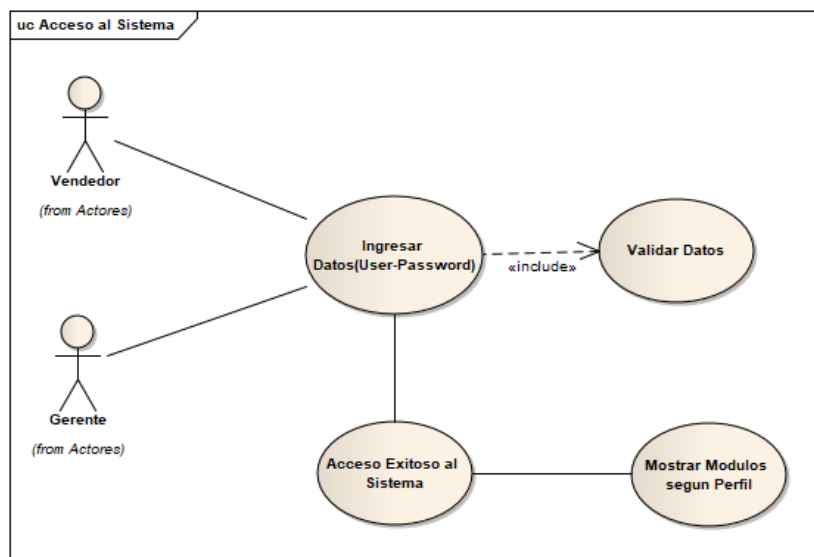 uc Acceso al Sistema
Vendedor
(from Actores)
Ingresar
Datos(User-Password)
«include»
Validar Datos
Gerente
(from Actores)
Acceso Exitoso al
Sistema
Mostrar Modulos
segun Perfil